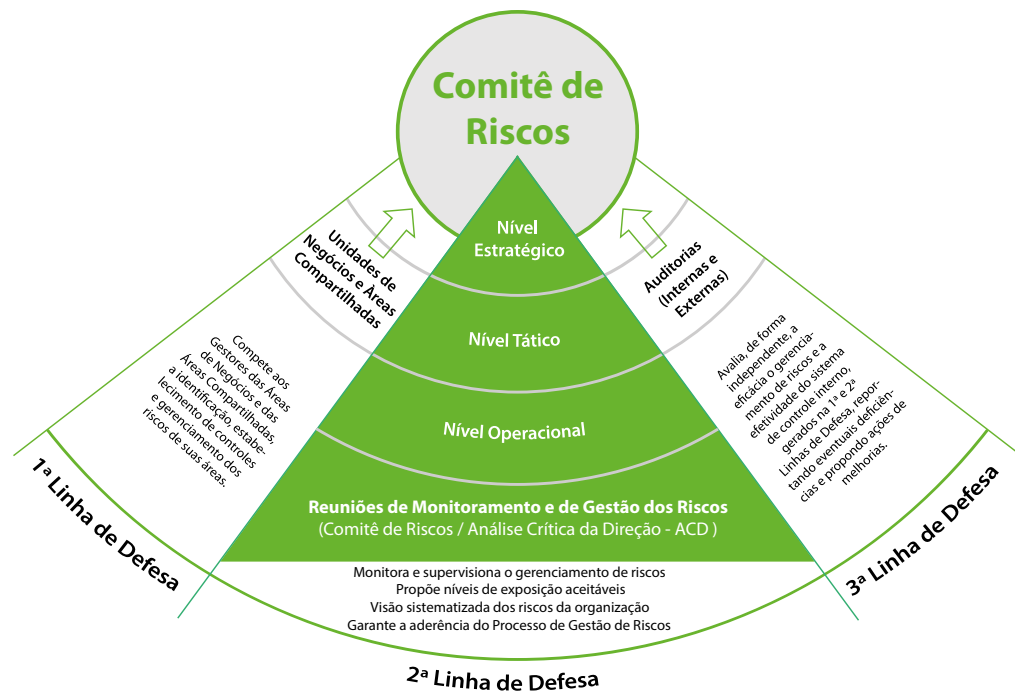 Comitê de
Riscos
Nível
Estratégico
Nível Tático
Nível Operacional
Reuniões de Monitoramento e de Gestão dos Riscos
(Comitê de Riscos / Análise Crítica da Direção - ACD )
Unidades de
Negócios e Áreas
Compartilhadas
Compete aos
Gestores das Áreas
de Negócios e das
Áreas Compartilhadas,
a identificação, estabe-
lecimento de controles
e gerenciamento dos
riscos de suas áreas.
1ª Linha de Defesa
Monitora e supervisiona o gerenciamento de riscos
Propõe níveis de exposição aceitáveis
Visão sistematizada dos riscos da organização
Garante a aderência do Processo de Gestão de Riscos
2ª Linha de Defesa
Auditorias
(Internas e
Externas)
Avalia, de forma
independente, a
eficácia o gerencia-
mento de riscos e a
efetividade do sistema
de controle interno,
gerados na 1ª e 2ª
Linhas de Defesa, repor-
tando eventuais deficiên-
cias e propondo ações de
melhorias.
3ª Linha de Defesa